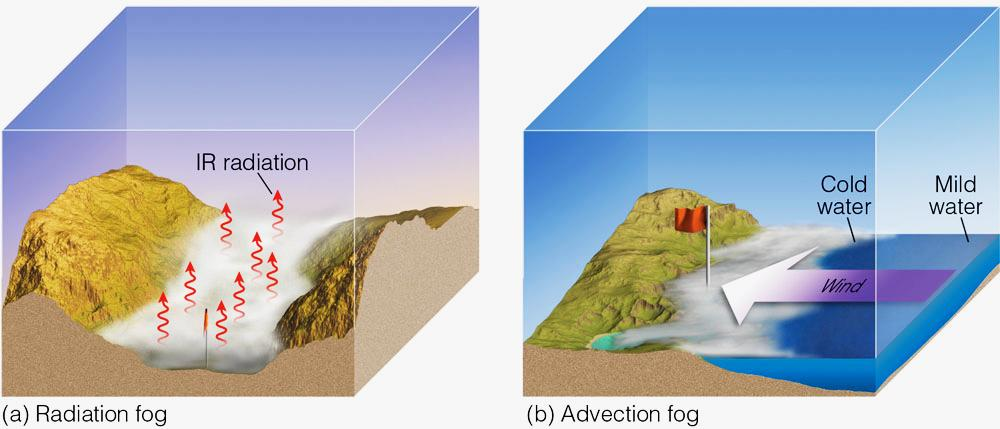 IR radiation
(a) Radiation fog
Cold
water
Mild
water
Wind
(b) Advection fog